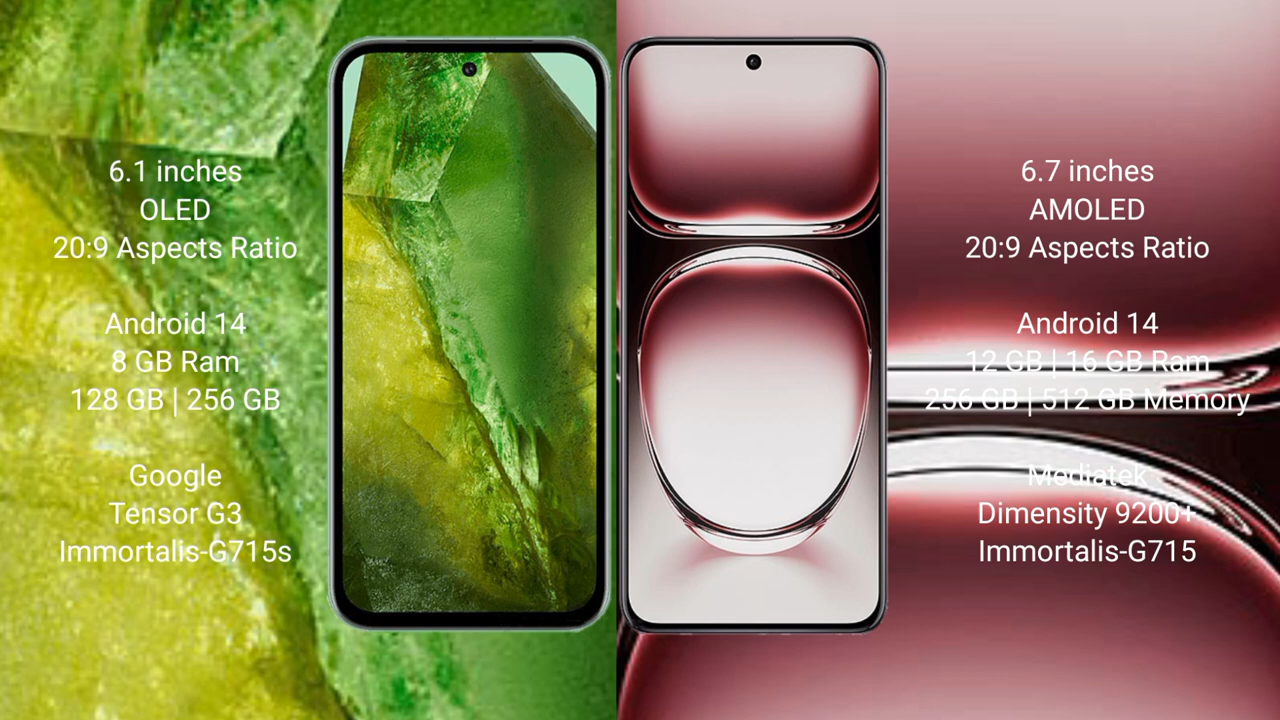 6.1 inches
OLED
20:9 Aspects Ratio
Android 14
8 GB Ram
128 GB | 256 GB
Google
Tensor G3
Immortalis-G715s
6.7 inches
AMOLED
20:9 Aspects Ratio
Android 14
12 GB | 16 GB Ram
256 GB | 512 GB Memory
Mediatek
Dimensity 9200+
Immortalis-G715